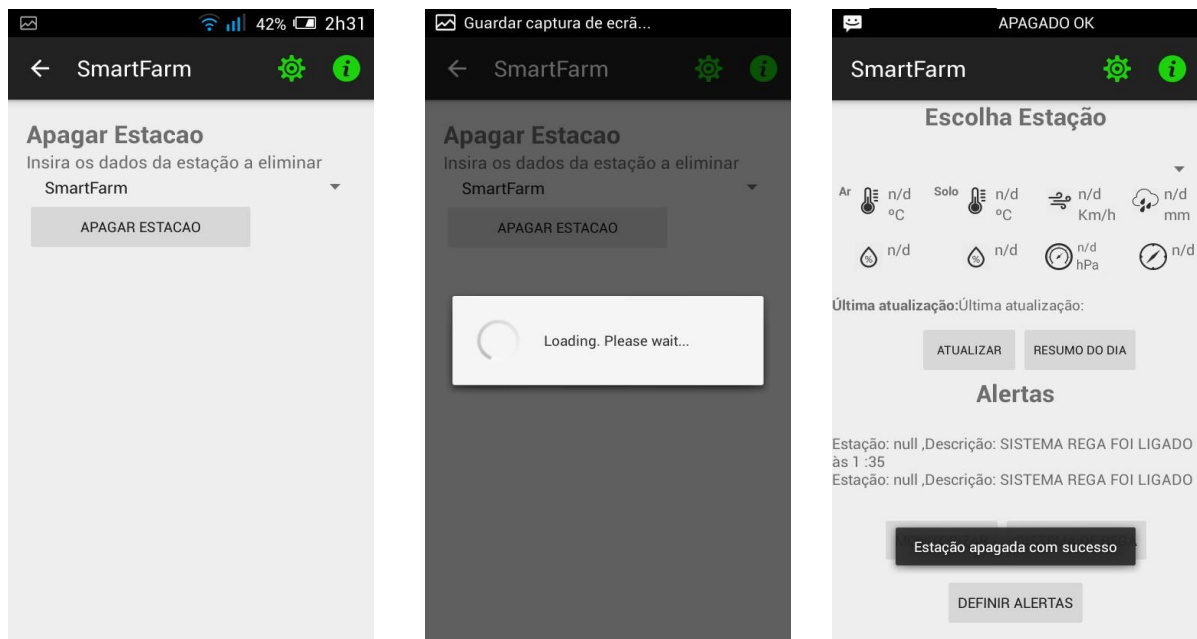 42% 2h31
SmartFarm
Apagar Estacao
Insira os dados da estação a eliminar
SmartFarm
APAGAR ESTACAO
Guardar captura de ecrã...
SmartFarm
Apagar Estacao
Insira os dados da estação a eliminar
SmartFarm
APAGAR ESTACAO
Loading. Please wait...
APAGADO OK
SmartFarm
Escolha Estação
Ar n/d ºC Solo n/d ºC n/d Km/h n/d mm
% n/d % n/d n/d hPa n/d
Última atualização:Última atualização:
ATUALIZAR RESUMO DO DIA
Alertas
Estação: null ,Descrição: SISTEMA REGA FOI LIGADO
às 1 :35
Estação: null ,Descrição: SISTEMA REGA FOI LIGADO
Estação apagada com sucesso
DEFINIR ALERTAS